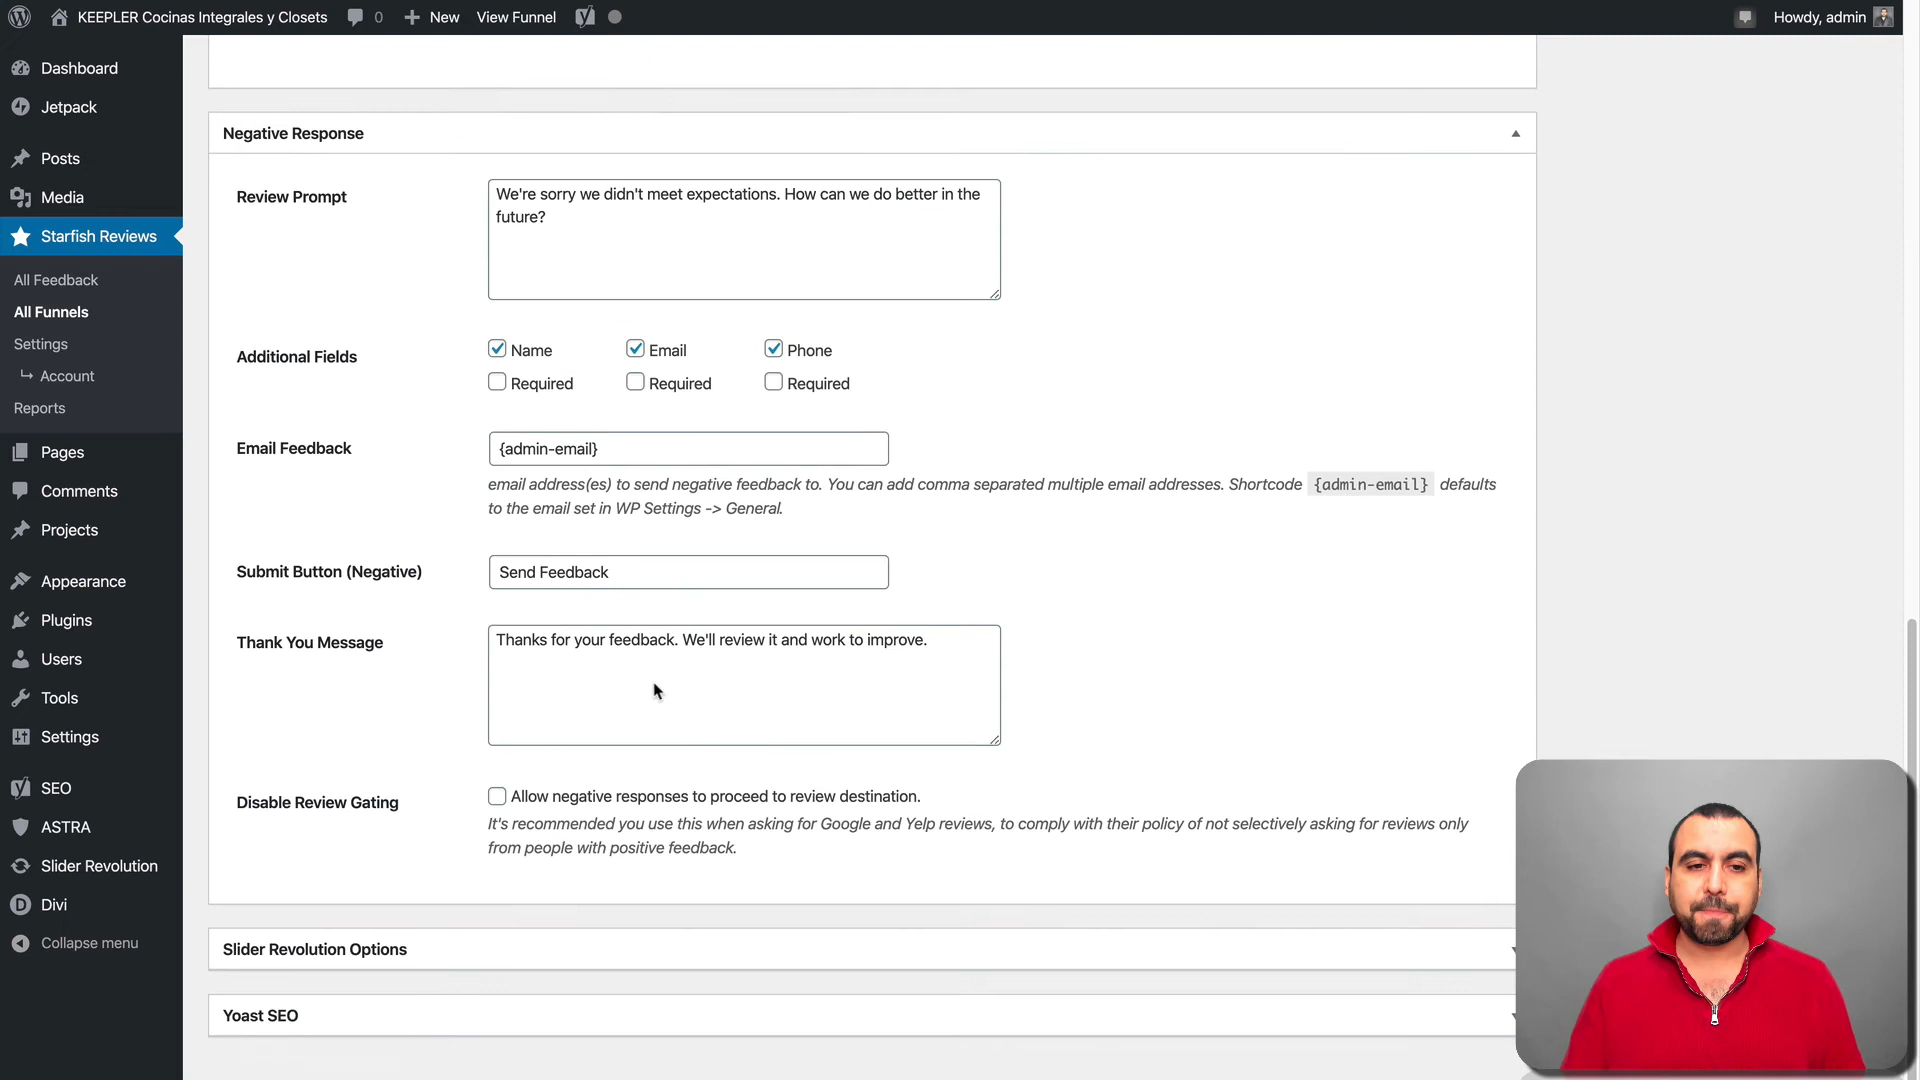 KEEPLER Cocinas Integrales y Closets 0 New View Funnel Howdy, admin
Dashboard
Jetpack
Posts
Media
Starfish Reviews
All Feedback
All Funnels
Settings
Account
Reports
Pages
Comments
Projects
Appearance
Plugins
Users
Tools
Settings
SEO
ASTRA
Slider Revolution
Divi
Collapse menu
Negative Response
Review Prompt
We're sorry we didn't meet expectations. How can we do better in the
future?
Additional Fields
Name Email Phone
Required Required Required
Email Feedback
{admin-email}
email address(es) to send negative feedback to. You can add comma separated multiple email addresses. Shortcode {admin-email} defaults
to the email set in WP Settings -> General.
Submit Button (Negative)
Send Feedback
Thank You Message
Thanks for your feedback. We'll review it and work to improve.
Disable Review Gating
Allow negative responses to proceed to review destination.
It's recommended you use this when asking for Google and Yelp reviews, to comply with their policy of not selectively asking for reviews only
from people with positive feedback.
Slider Revolution Options
Yoast SEO